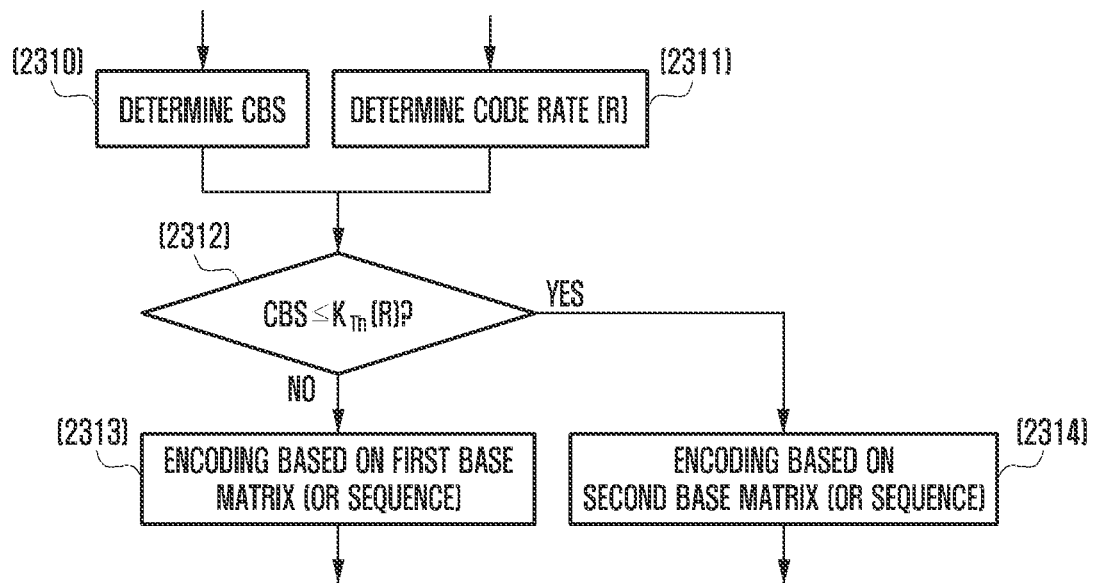 (2310)
(2311)
DETERMINE CBS
DETERMINE CODE RATE (R)
(2312)
CBS ≤ K Th (R)?
YES
NO
(2313)
(2314)
ENCODING BASED ON FIRST BASE
MATRIX (OR SEQUENCE)
ENCODING BASED ON
SECOND BASE MATRIX (OR SEQUENCE)